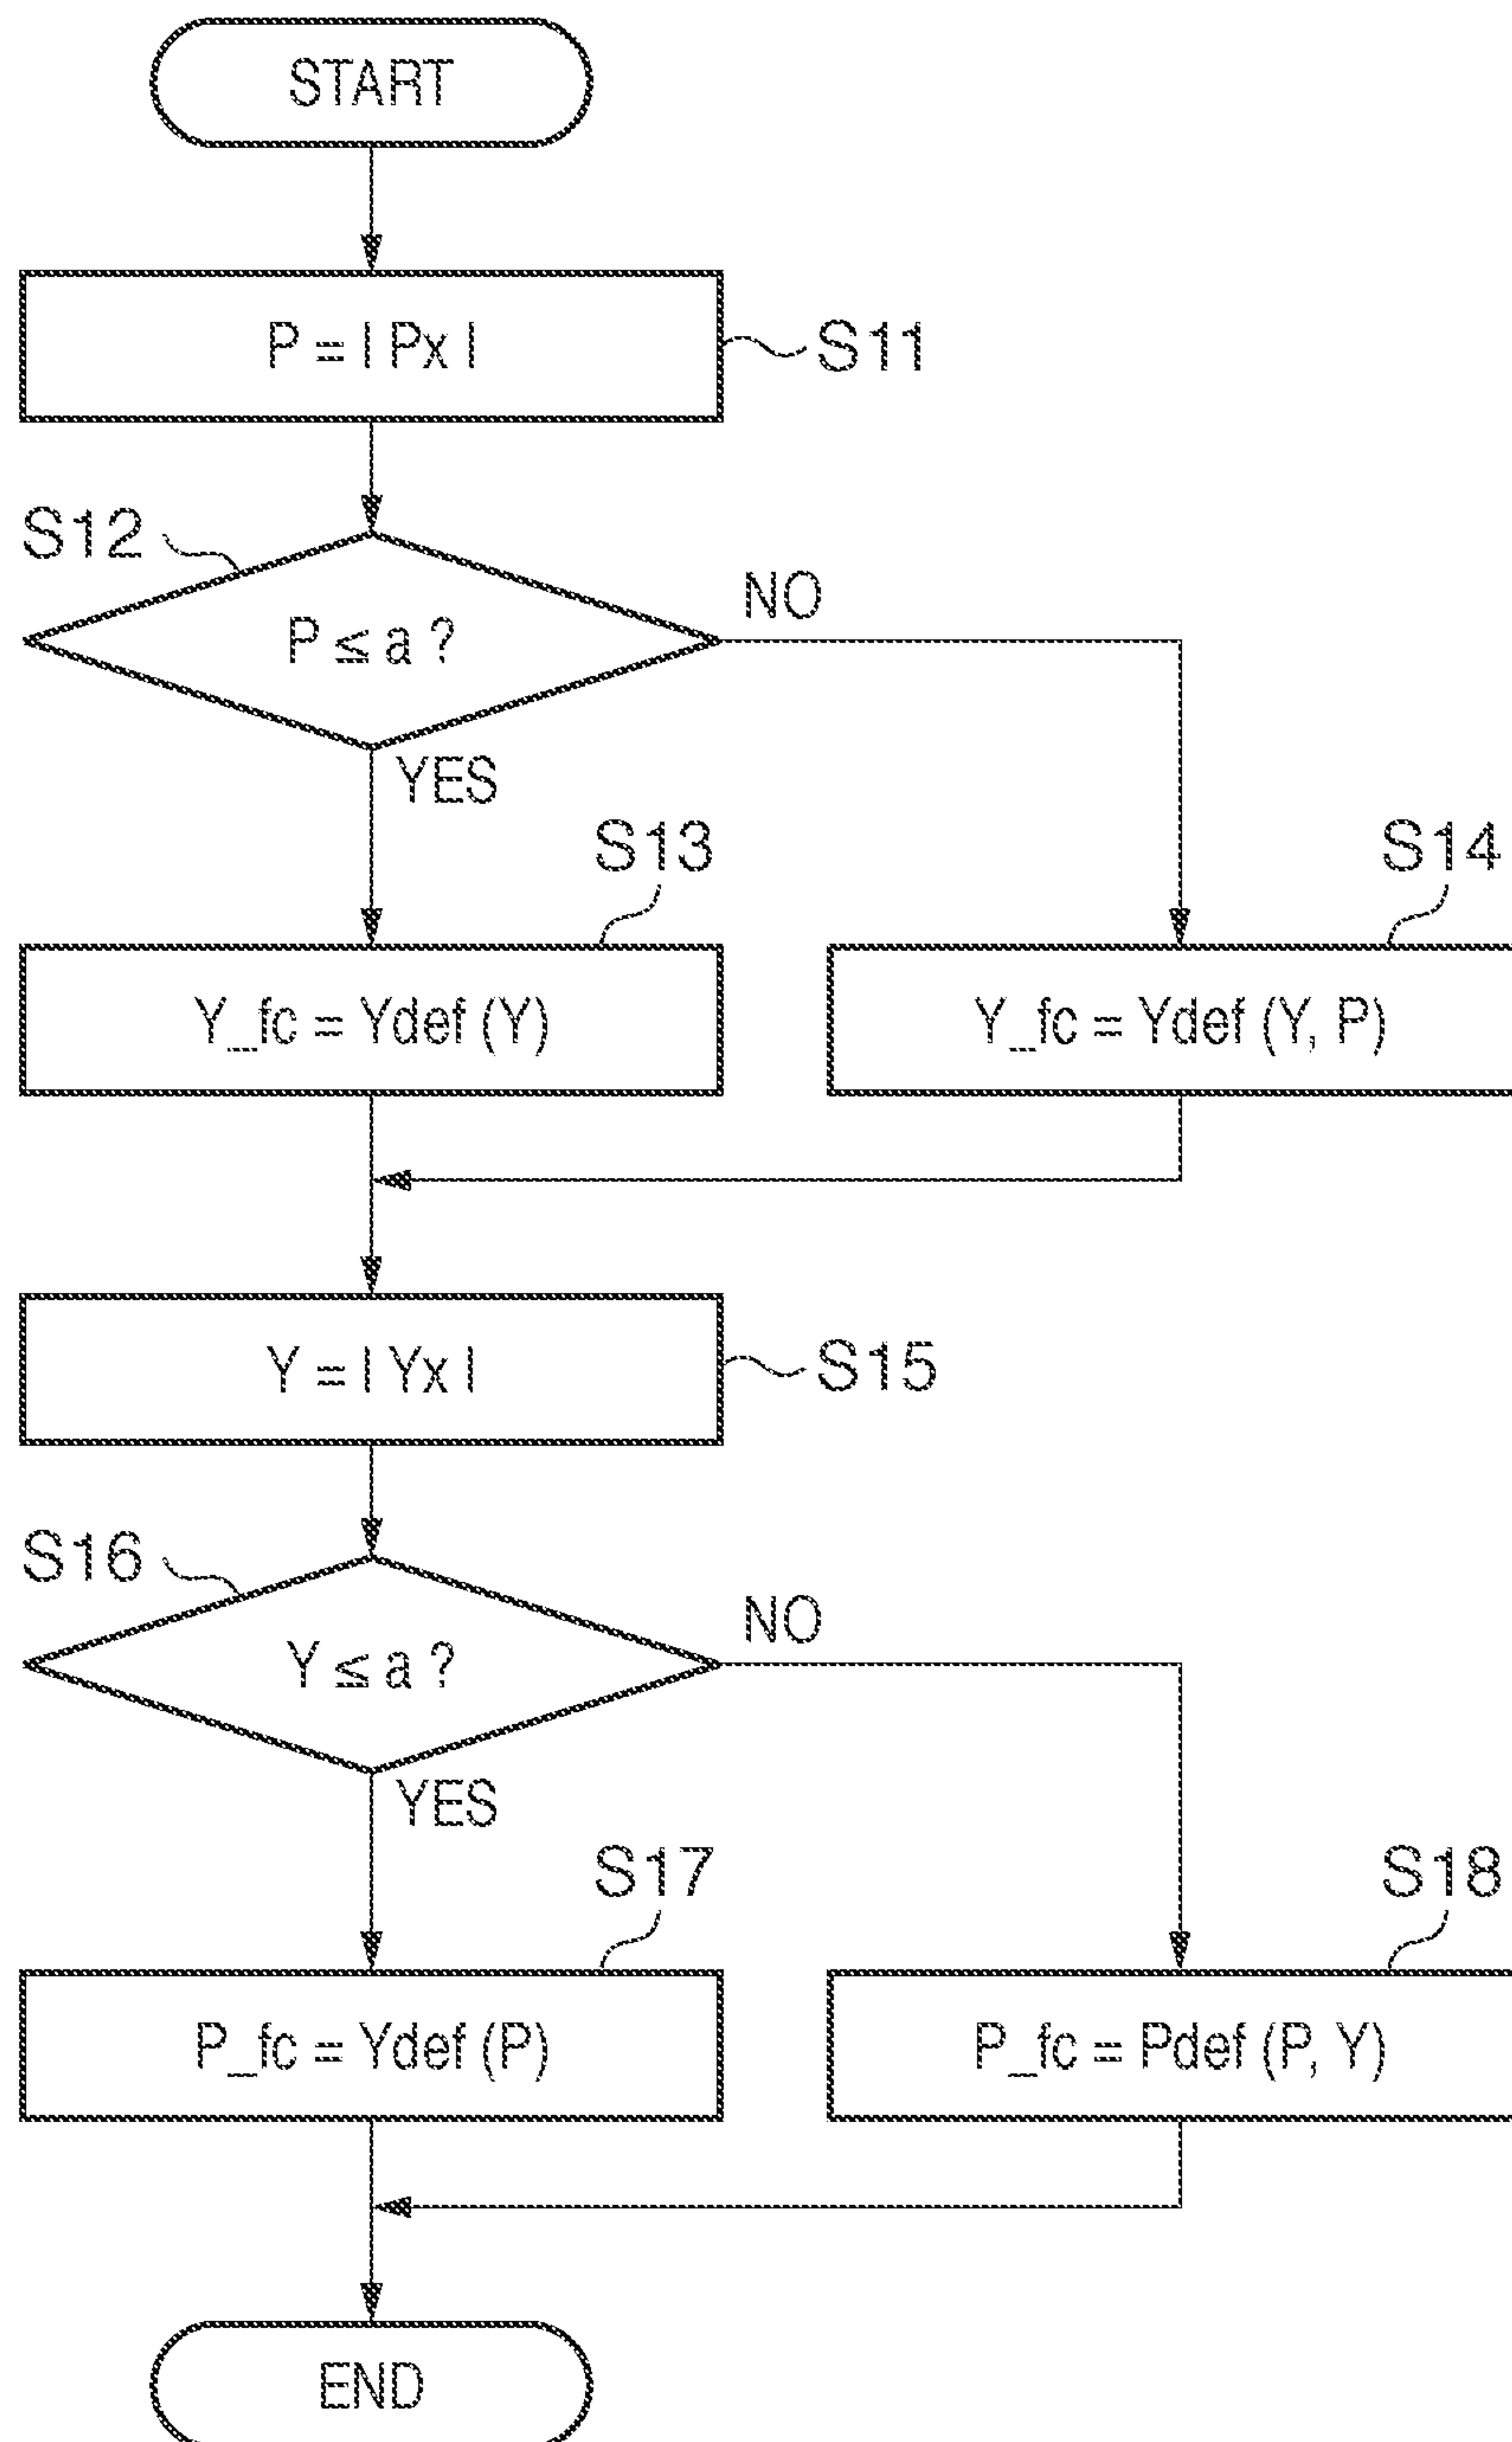 START
P = | Px |
S11
S12
P ≤ a ?
NO
YES
S13
S14
Y_fc = Ydef (Y)
Y_fc = Ydef (Y, P)
Y = | Yx |
S15
S16
Y ≤ a ?
NO
YES
S17
S18
P_fc = Ydef (P)
P_fc = Pdef (P, Y)
END